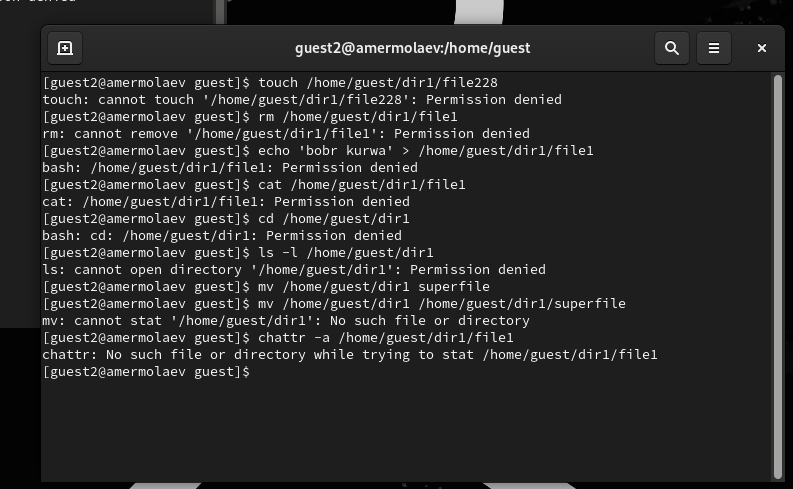 guest2@amermolaev:/home/guest
[guest2@amermolaev guest]$ touch /home/guest/dir1/file228
touch: cannot touch '/home/guest/dir1/file228': Permission denied
[guest2@amermolaev guest]$ rm /home/guest/dir1/file1
rm: cannot remove '/home/guest/dir1/file1': Permission denied
[guest2@amermolaev guest]$ echo 'bobr kurwa' > /home/guest/dir1/file1
bash: /home/guest/dir1/file1: Permission denied
[guest2@amermolaev guest]$ cat /home/guest/dir1/file1
cat: /home/guest/dir1/file1: Permission denied
[guest2@amermolaev guest]$ cd /home/guest/dir1
bash: cd: /home/guest/dir1: Permission denied
[guest2@amermolaev guest]$ ls -l /home/guest/dir1
ls: cannot open directory '/home/guest/dir1': Permission denied
[guest2@amermolaev guest]$ mv /home/guest/dir1 superfile
[guest2@amermolaev guest]$ mv /home/guest/dir1 /home/guest/dir1/superfile
mv: cannot stat '/home/guest/dir1': No such file or directory
[guest2@amermolaev guest]$ chattr -a /home/guest/dir1/file1
chattr: No such file or directory while trying to stat /home/guest/dir1/file1
[guest2@amermolaev guest]$